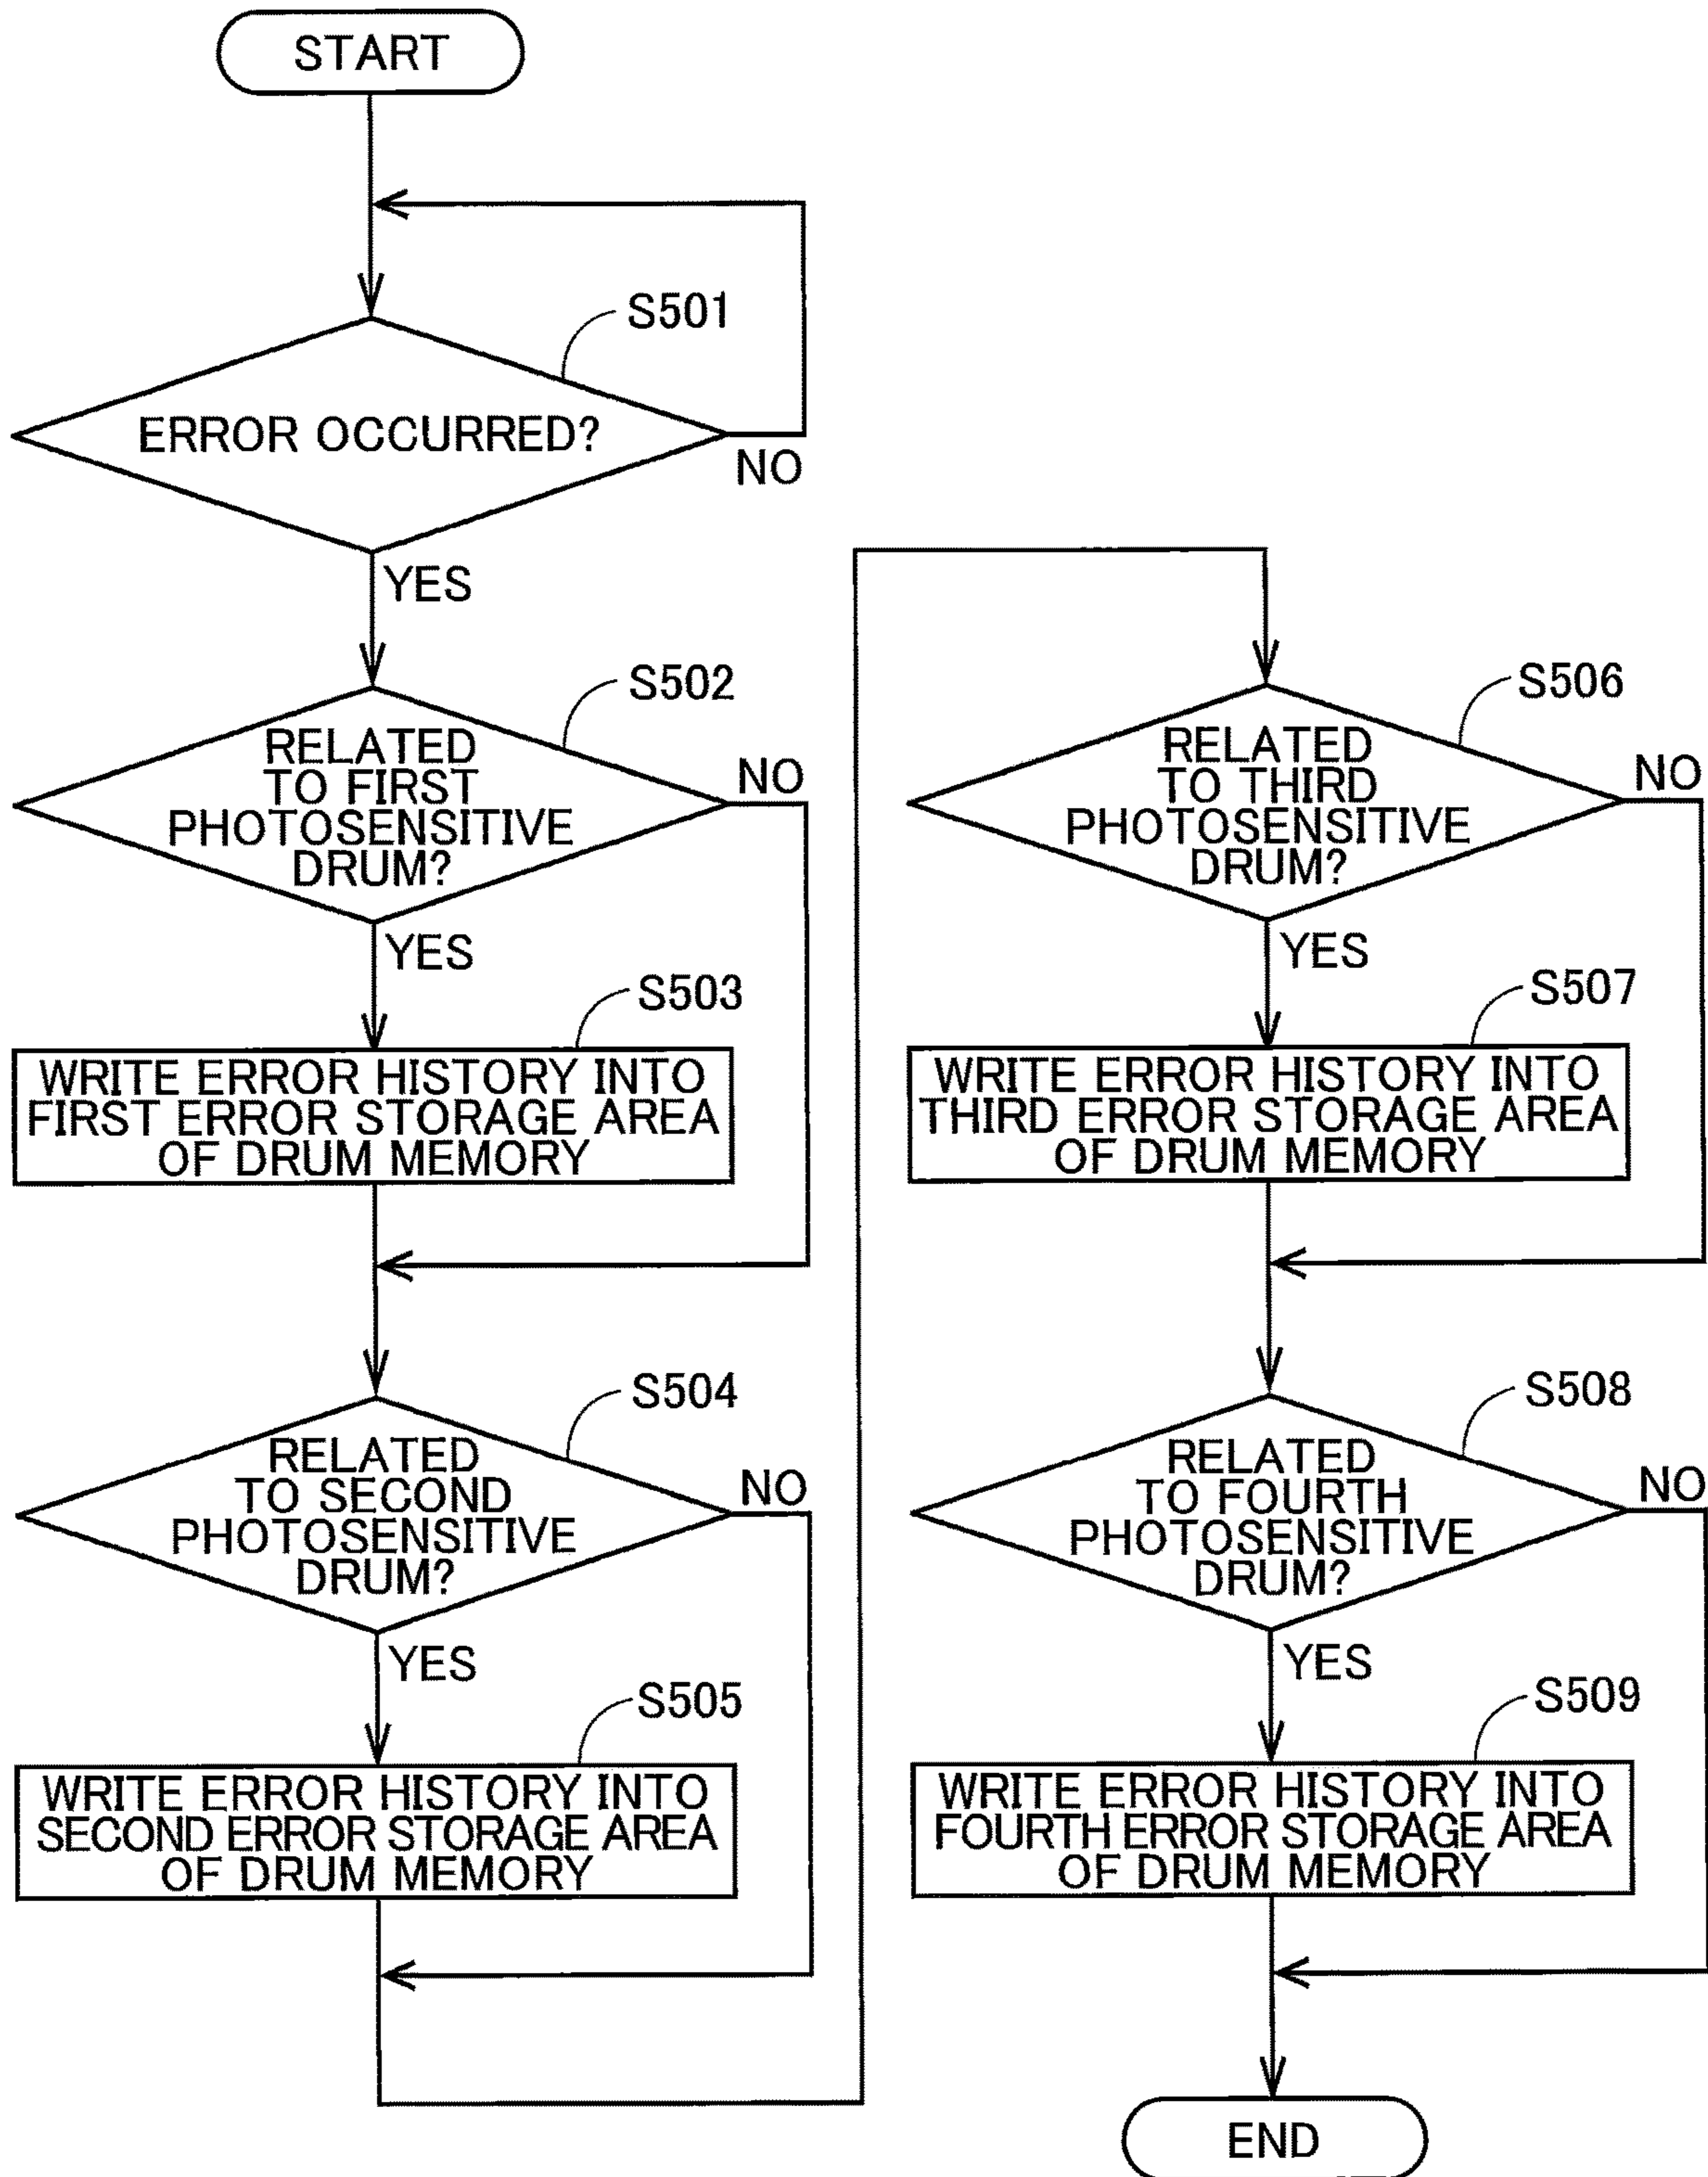 START
S501
ERROR OCCURRED?
NO
YES
S502
RELATED
TO FIRST
PHOTOSENSITIVE
DRUM?
NO
YES
S503
WRITE ERROR HISTORY INTO
FIRST ERROR STORAGE AREA
OF DRUM MEMORY
S504
RELATED
TO SECOND
PHOTOSENSITIVE
DRUM?
NO
YES
S505
WRITE ERROR HISTORY INTO
SECOND ERROR STORAGE AREA
OF DRUM MEMORY
S506
RELATED
TO THIRD
PHOTOSENSITIVE
DRUM?
NO
YES
S507
WRITE ERROR HISTORY INTO
THIRD ERROR STORAGE AREA
OF DRUM MEMORY
S508
RELATED
TO FOURTH
PHOTOSENSITIVE
DRUM?
NO
YES
S509
WRITE ERROR HISTORY INTO
FOURTH ERROR STORAGE AREA
OF DRUM MEMORY
END